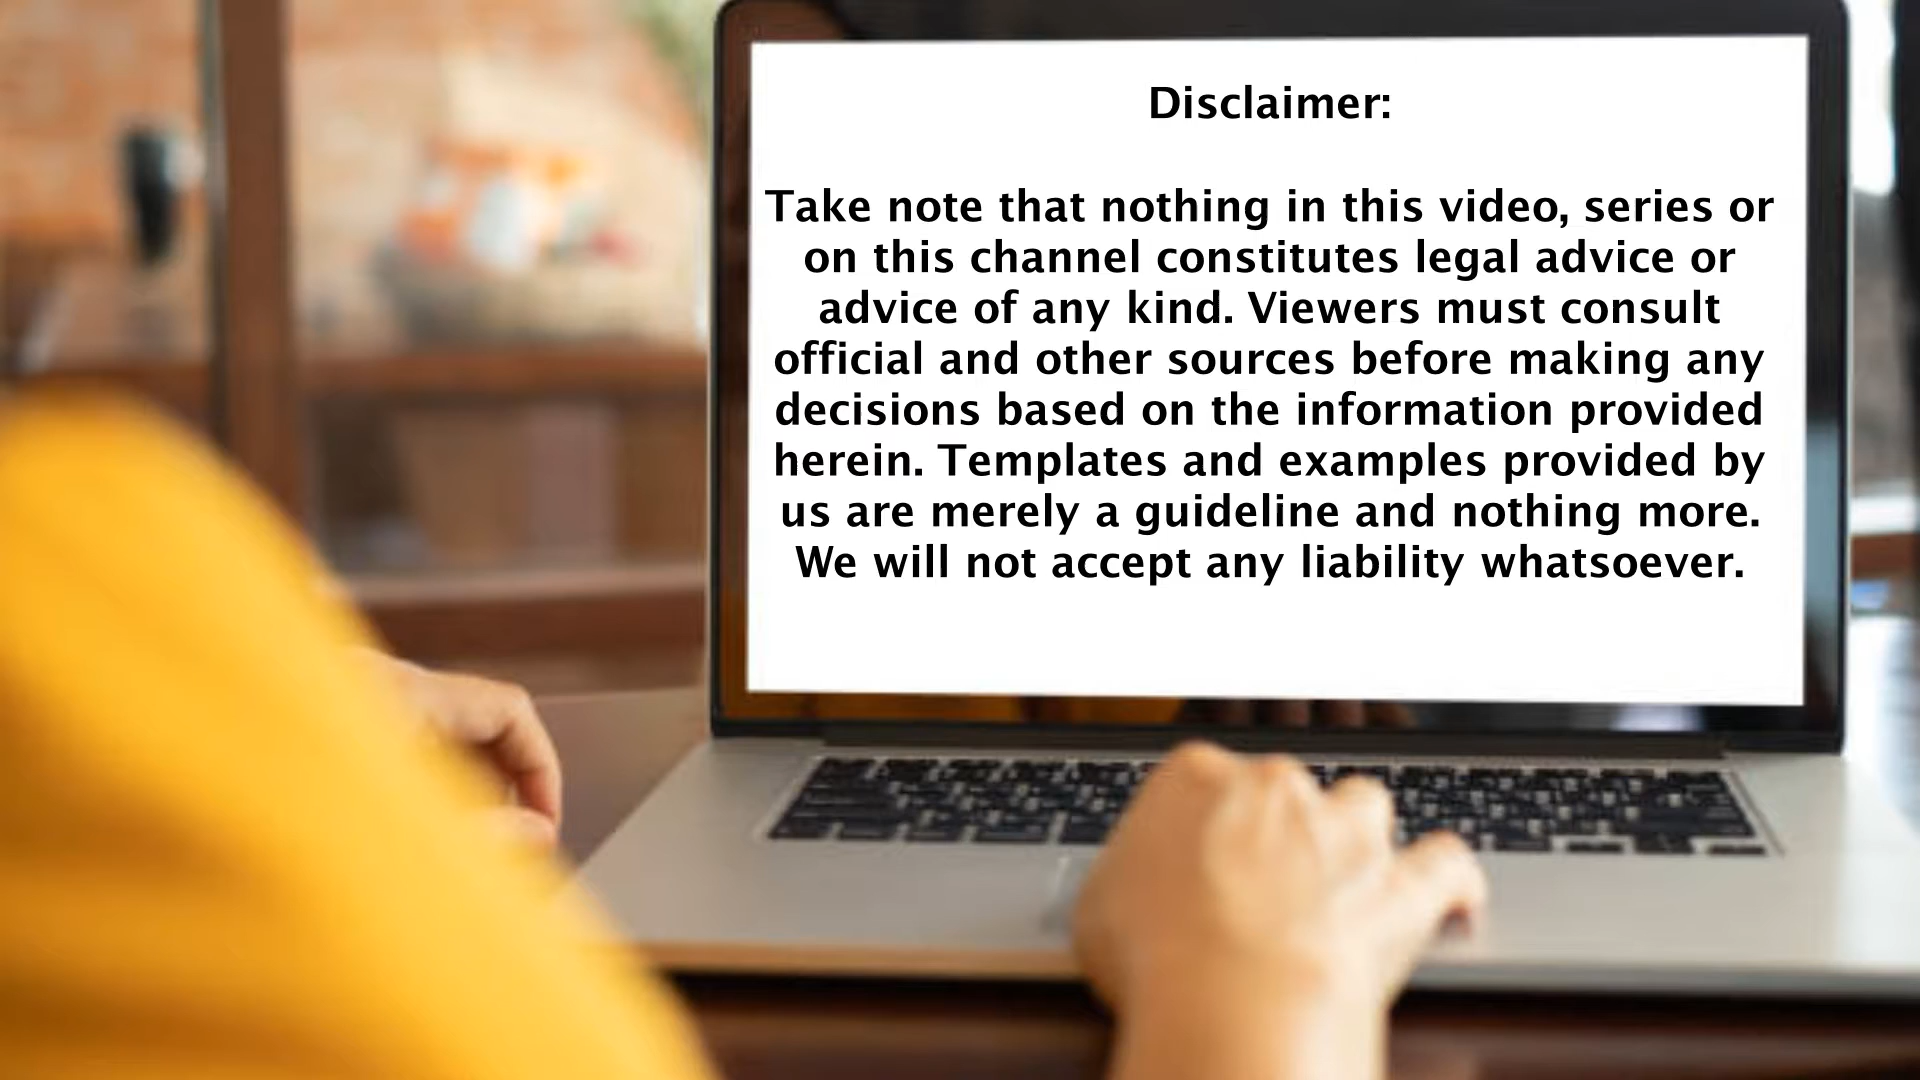 Disclaimer:
Take note that nothing in this video, series or
on this channel constitutes legal advice or
advice of any kind. Viewers must consult
official and other sources before making any
decisions based on the information provided
herein. Templates and examples provided by
us are merely a guideline and nothing more.
We will not accept any liability whatsoever.